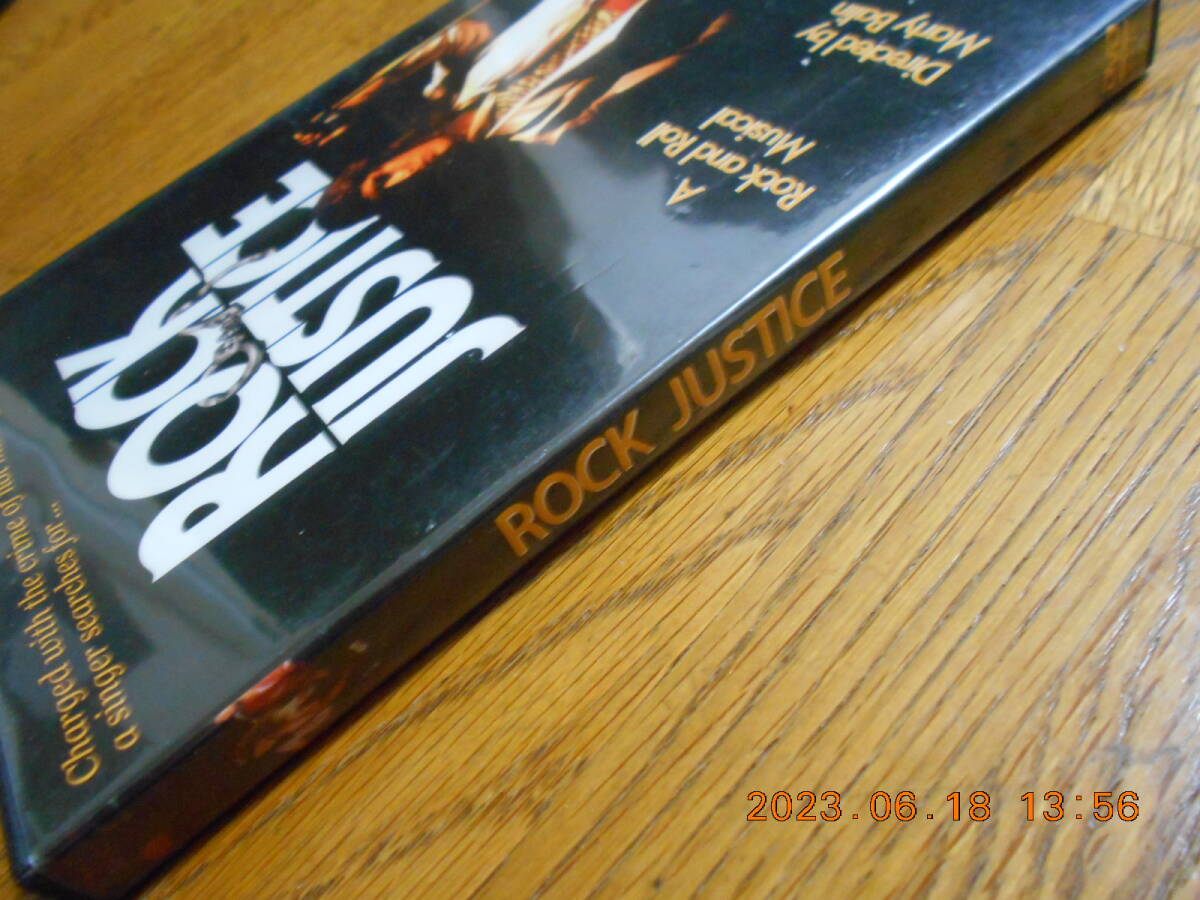 Charged with the crime of not
a singer searches for...
ROCK
JUSTICE
A
Rock and Roll
Musical
Directed by
Marty Balin
ROCK JUSTICE
2023.06.18 13:56